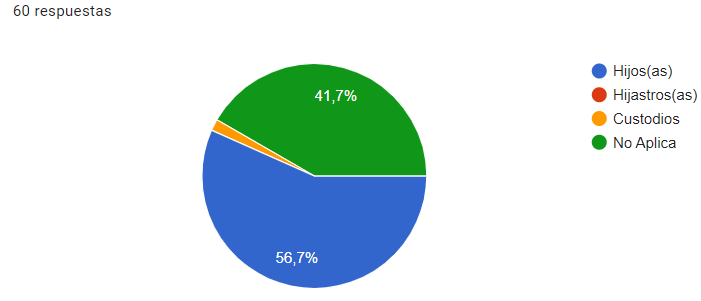 60 respuestas
41,7%
56,7%
Hijos(as)
Hijastros(as)
Custodios
No Aplica